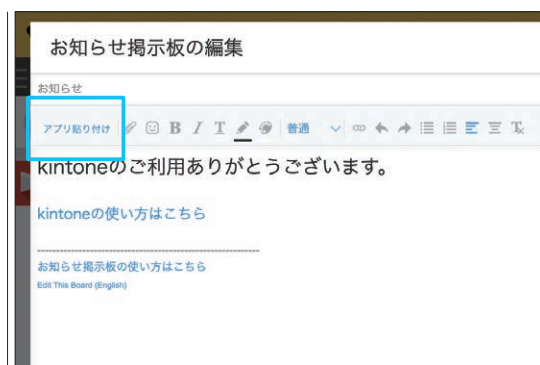 お知らせ掲示板の編集
お知らせ
アプリ貼り付け B I T 普通
kintoneのご利用ありがとうございます。
kintoneの使い方はこちら
------------------------------------------------------------
お知らせ掲示板の使い方はこちら
Edit This Board (English)